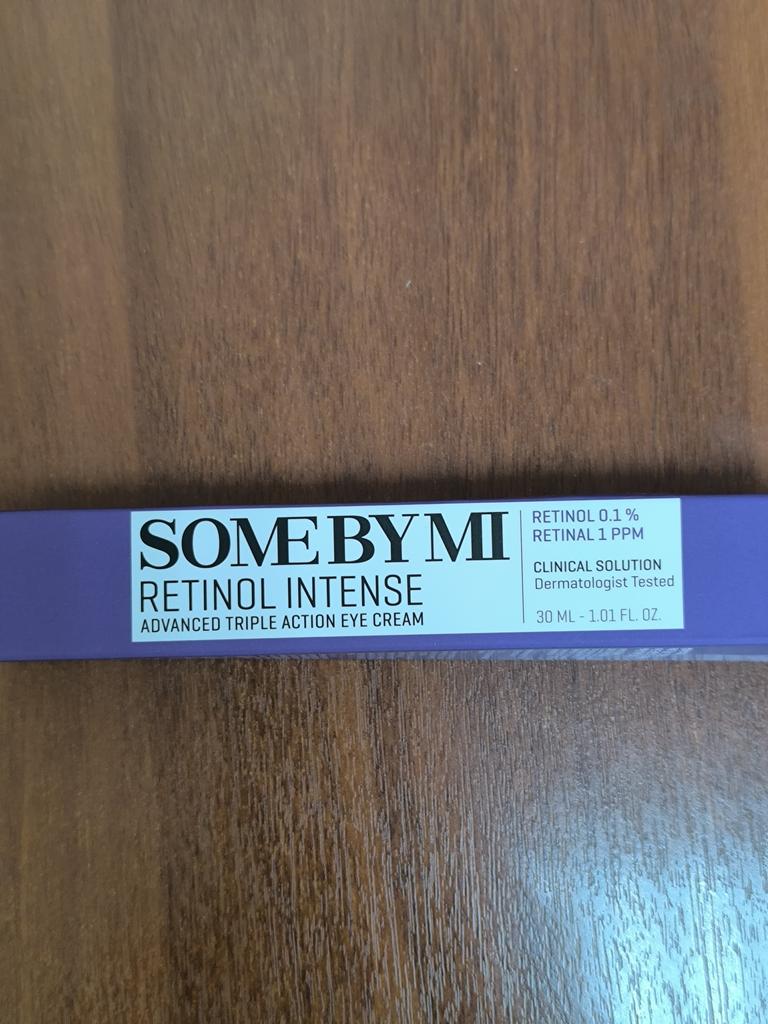 SOME BY MI
RETINOL INTENSE
ADVANCED TRIPLE ACTION EYE CREAM
RETINOL 0.1 %
RETINAL 1 PPM
CLINICAL SOLUTION
Dermatologist Tested
30 ML - 1.01 FL. OZ.